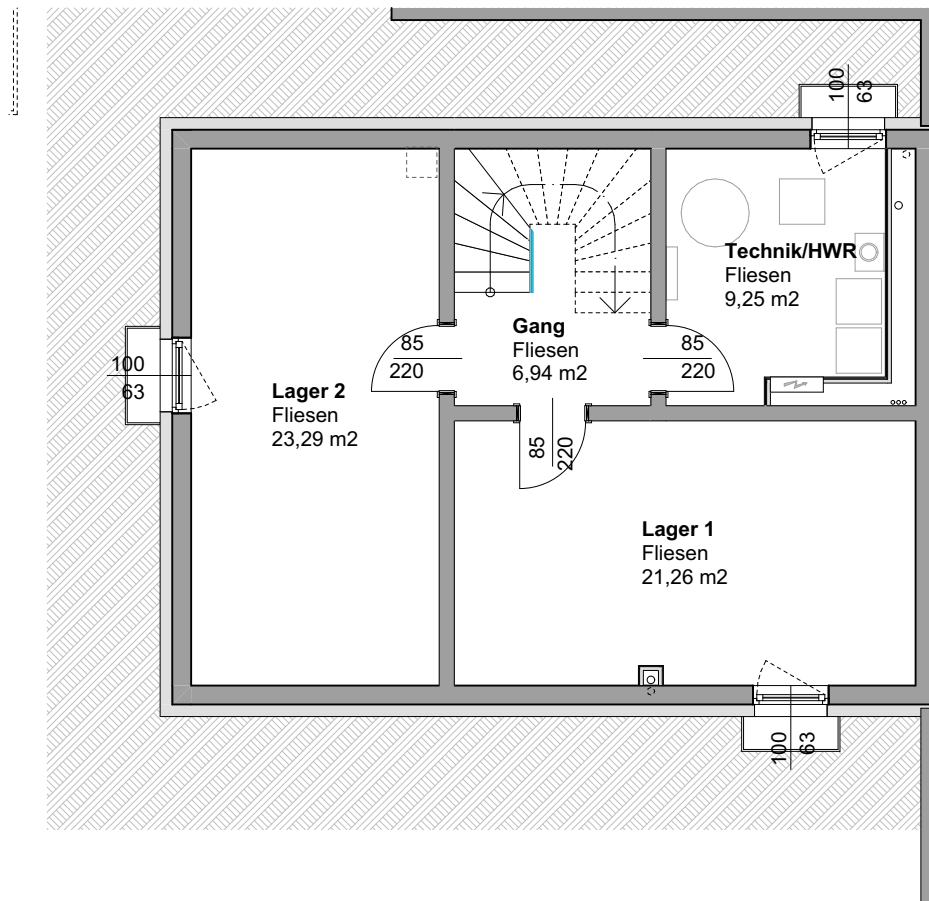 100
63
Technik/HWR
Fliesen
9,25 m2
Gang
Fliesen
6,94 m2
85
220
85
220
100
63
Lager 2
Fliesen
23,29 m2
85
220
Lager 1
Fliesen
21,26 m2
100
63